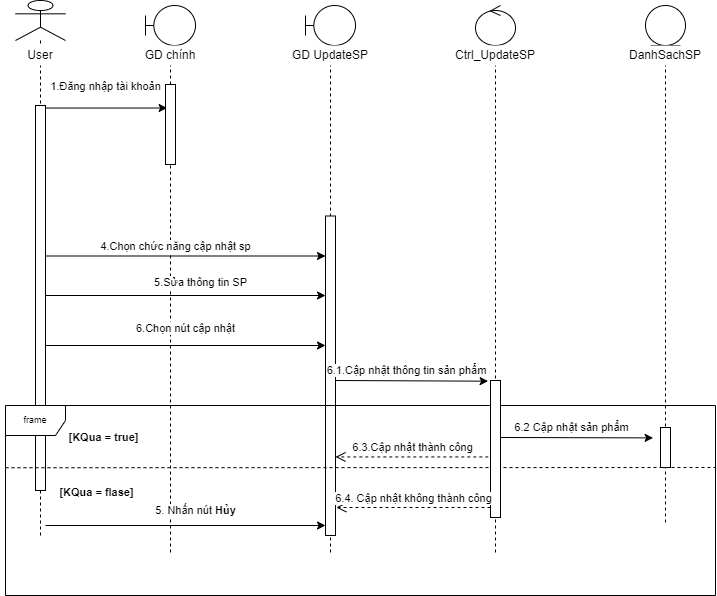 User
GD chính
GD UpdateSP
Ctrl_UpdateSP
DanhSachSP
1.Đăng nhập tài khoản
4.Chọn chức năng cập nhật sp
5.Sửa thông tin SP
6.Chọn nút cập nhật
6.1.Cập nhật thông tin sản phẩm
frame
[KQua = true]
6.2 Cập nhật sản phẩm
6.3.Cập nhật thành công
[KQua = flase]
6.4. Cập nhật không thành công
5. Nhấn nút Hủy